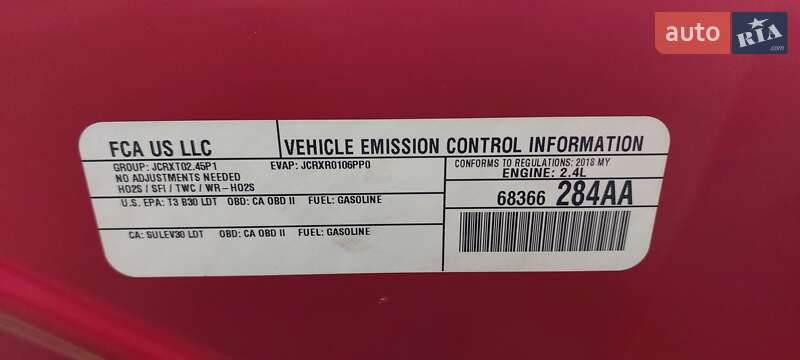 auto RIA .com
FCA US LLC
VEHICLE EMISSION CONTROL INFORMATION
GROUP: JCRXT02.45P1 EVAP: JCRXR0106PP0
NO ADJUSTMENTS NEEDED
HO2S / SFI / TWC / WR-HO2S
CONFORMS TO REGULATIONS: 2018 MY
ENGINE: 2.4L
U.S. EPA: T3 B30 LDT OBD: CA OBD II FUEL: GASOLINE
68366 284AA
CA: SULEV30 LDT OBD: CA OBD II FUEL: GASOLINE